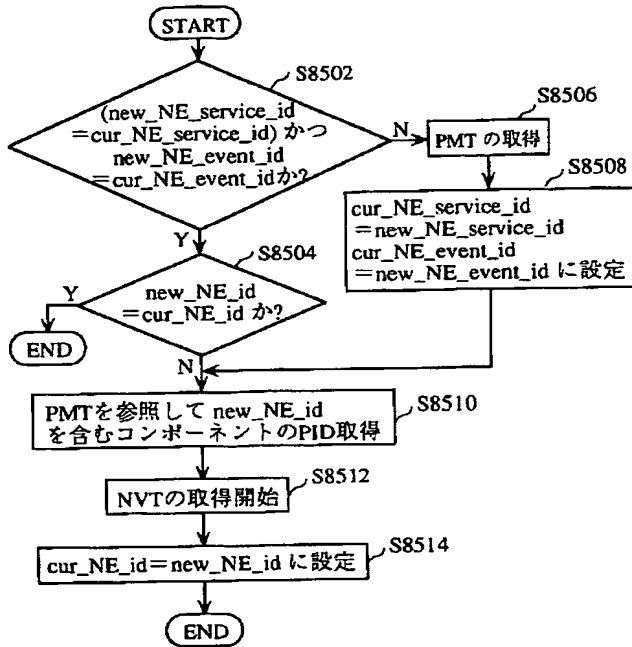 START
S8502
(new_NE_service_id
=cur_NE_service_id) かつ
new_NE_event_id
=cur_NE_event_idか?
N
S8506
PMT の取得
S8508
cur_NE_service_id
=new_NE_service_id
cur_NE_event_id
=new_NE_event_id に設定
Y
S8504
new_NE_id
=cur_NE_id か?
Y
END
N
S8510
PMTを参照して new_NE_id
を含むコンポーネントのPID取得
S8512
NVTの取得開始
S8514
cur_NE_id=new_NE_id に設定
END